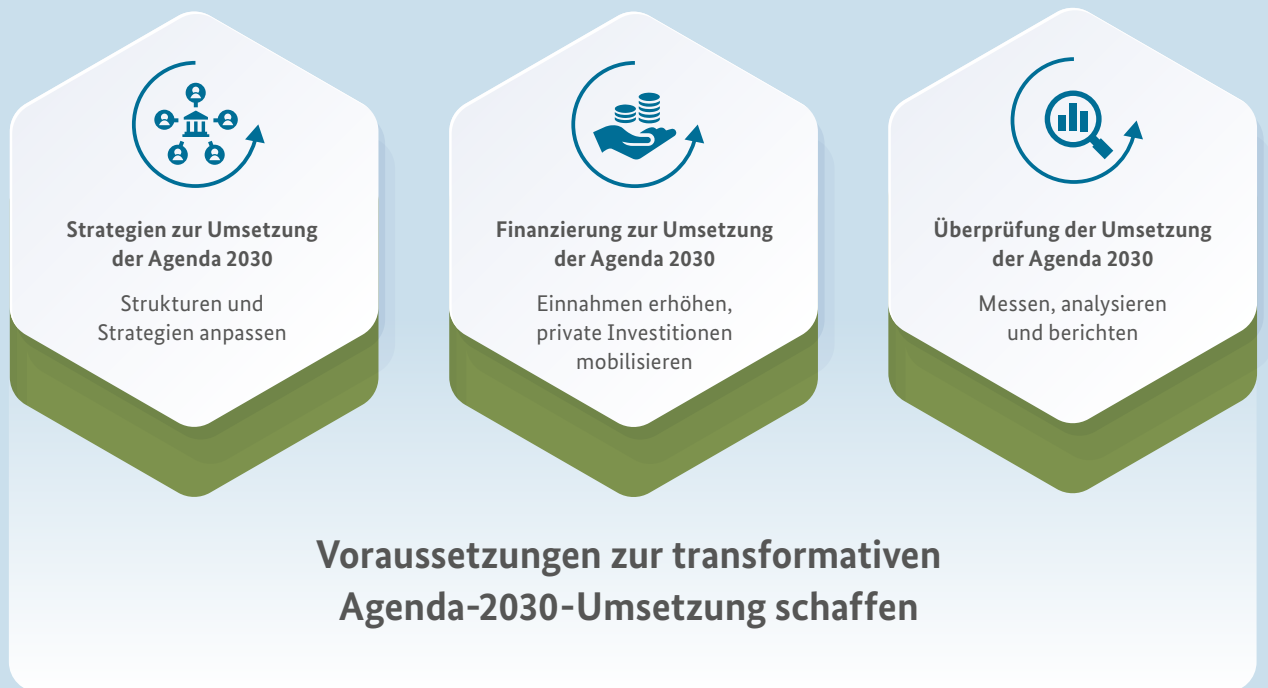 Strategien zur Umsetzung
der Agenda 2030
Strukturen und
Strategien anpassen
Finanzierung zur Umsetzung
der Agenda 2030
Einnahmen erhöhen,
private Investitionen
mobilisieren
Überprüfung der Umsetzung
der Agenda 2030
Messen, analysieren
und berichten
Voraussetzungen zur transformativen
Agenda-2030-Umsetzung schaffen